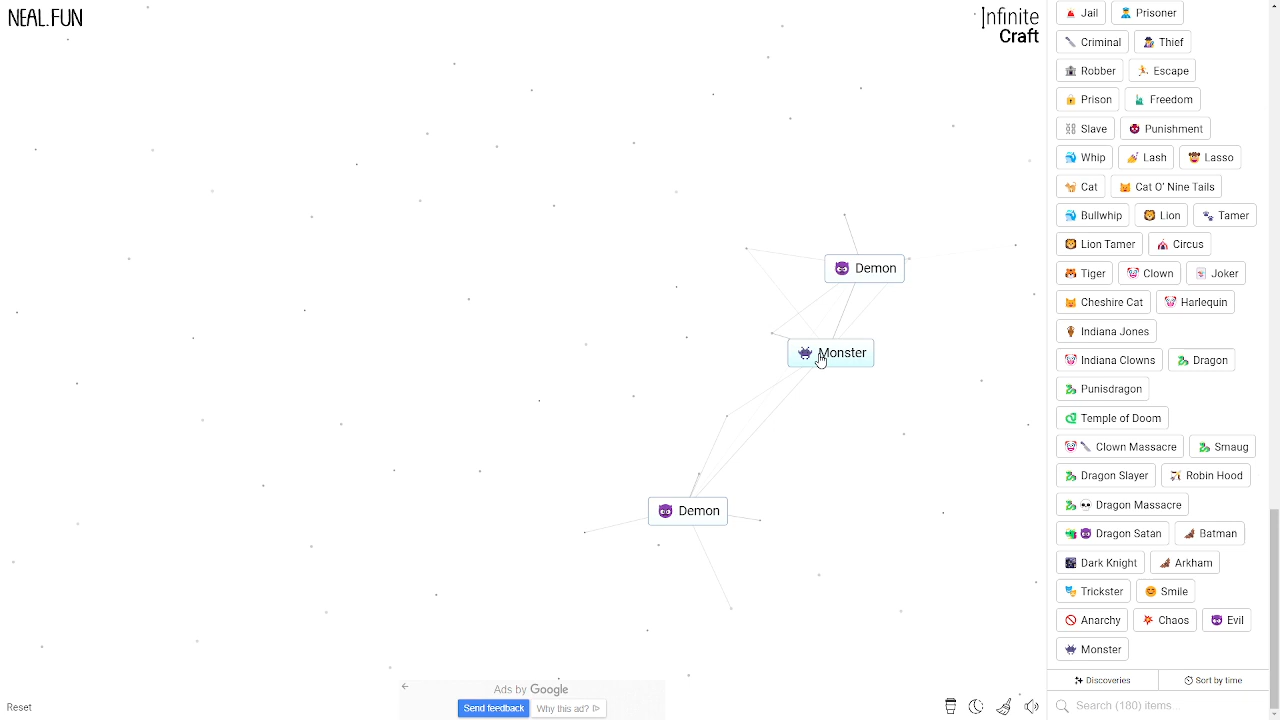 NEAL.FUN
Infinite
Craft
Demon
Monster
Demon
Jail Prisoner
Criminal Thief
Robber Escape
Prison Freedom
Slave Punishment
Whip Lash Lasso
Cat Cat O' Nine Tails
Bullwhip Lion Tamer
Lion Tamer Circus
Tiger Clown Joker
Cheshire Cat Harlequin
Indiana Jones
Indiana Clowns Dragon
Punisdragon
Temple of Doom
Clown Massacre Smaug
Dragon Slayer Robin Hood
Dragon Massacre
Dragon Satan Batman
Dark Knight Arkham
Trickster Smile
Anarchy Chaos Evil
Monster
Discoveries Sort by time
Search (180) items...
Reset
Ads by Google
Send feedback Why this ad?